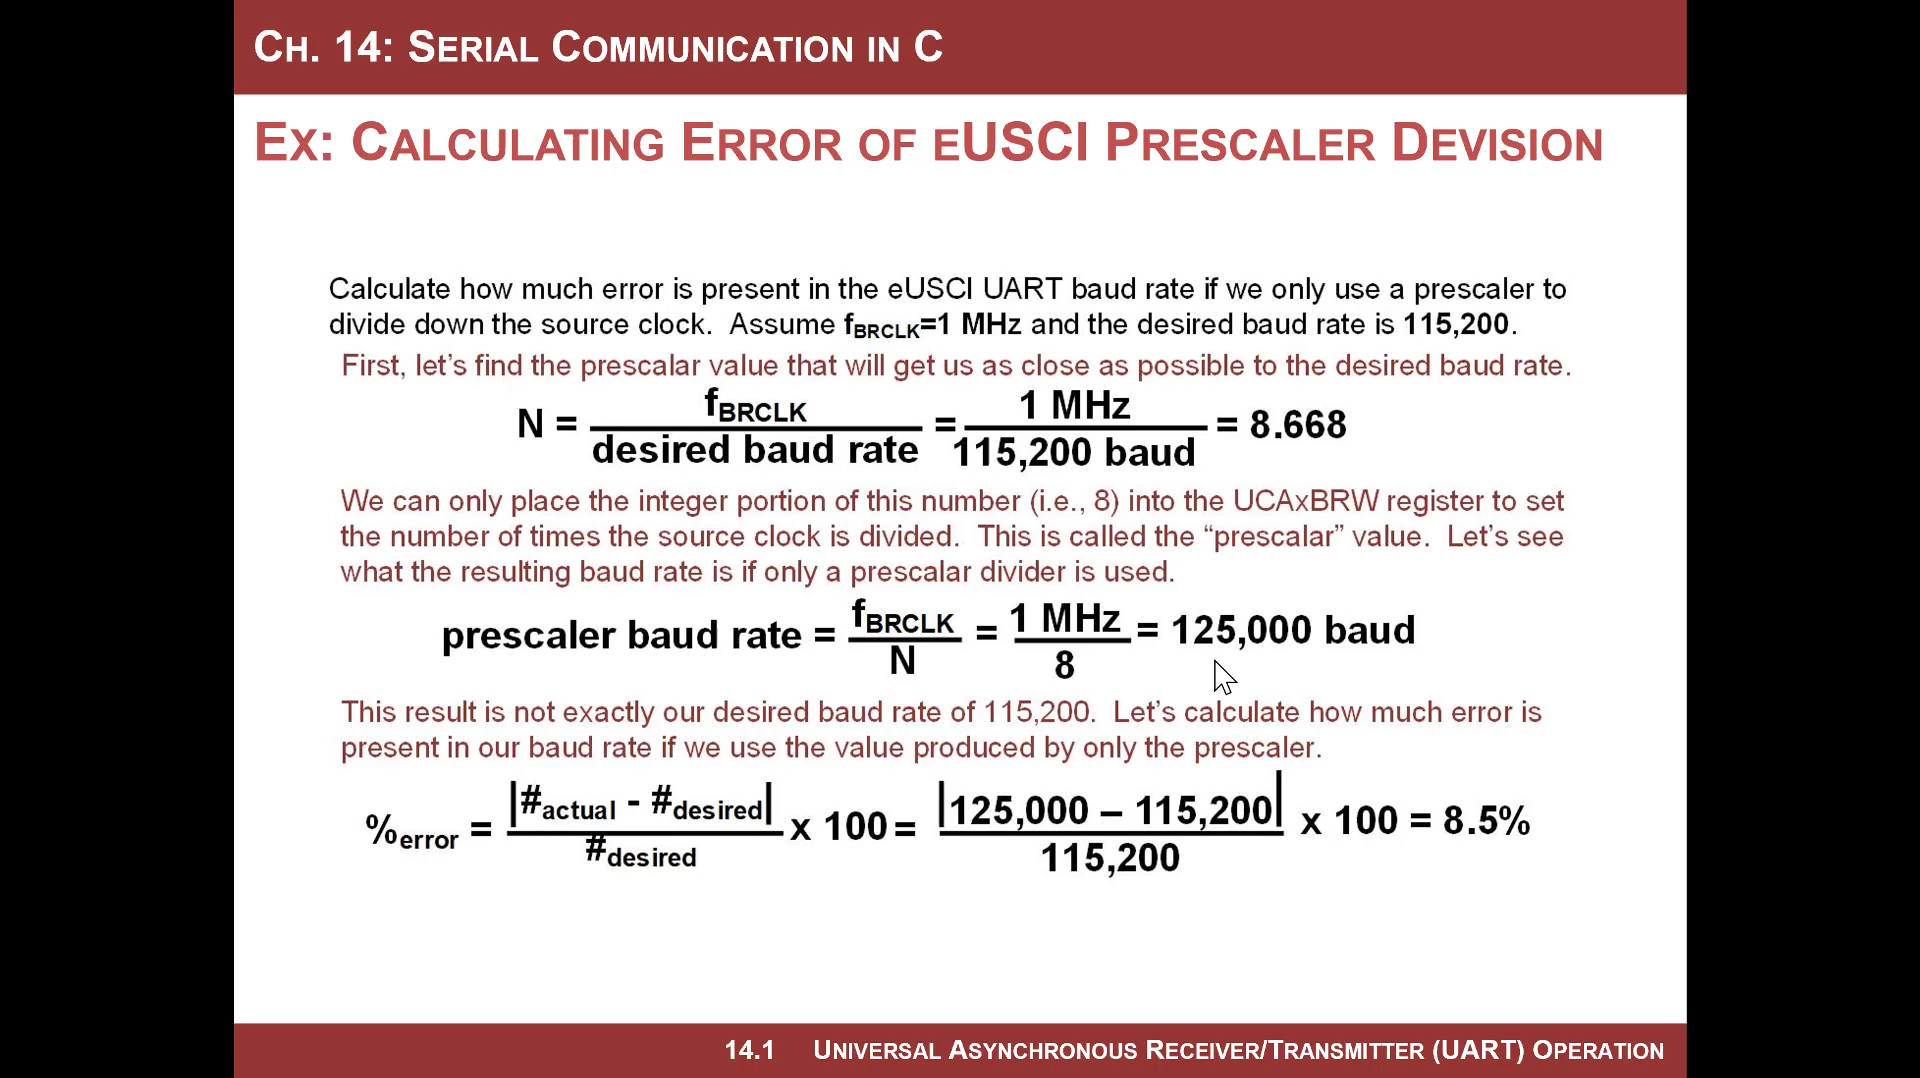 CH. 14: SERIAL COMMUNICATION IN C
EX: CALCULATING ERROR OF EUSCI PRESCALER DEVISION
Calculate how much error is present in the eUSCI UART baud rate if we only use a prescaler to
divide down the source clock. Assume fBRCLK=1 MHz and the desired baud rate is 115,200.
First, let's find the prescalar value that will get us as close as possible to the desired baud rate.
N = fBRCLK / desired baud rate = 1 MHz / 115,200 baud = 8.668
We can only place the integer portion of this number (i.e., 8) into the UCAxBRW register to set
the number of times the source clock is divided. This is called the “prescalar” value. Let's see
what the resulting baud rate is if only a prescalar divider is used.
prescaler baud rate = fBRCLK / N = 1 MHz / 8 = 125,000 baud
This result is not exactly our desired baud rate of 115,200. Let's calculate how much error is
present in our baud rate if we use the value produced by only the prescaler.
%error = |#actual - #desired| / #desired x 100 = |125,000 – 115,200| / 115,200 x 100 = 8.5%
14.1 UNIVERSAL ASYNCHRONOUS RECEIVER/TRANSMITTER (UART) OPERATION